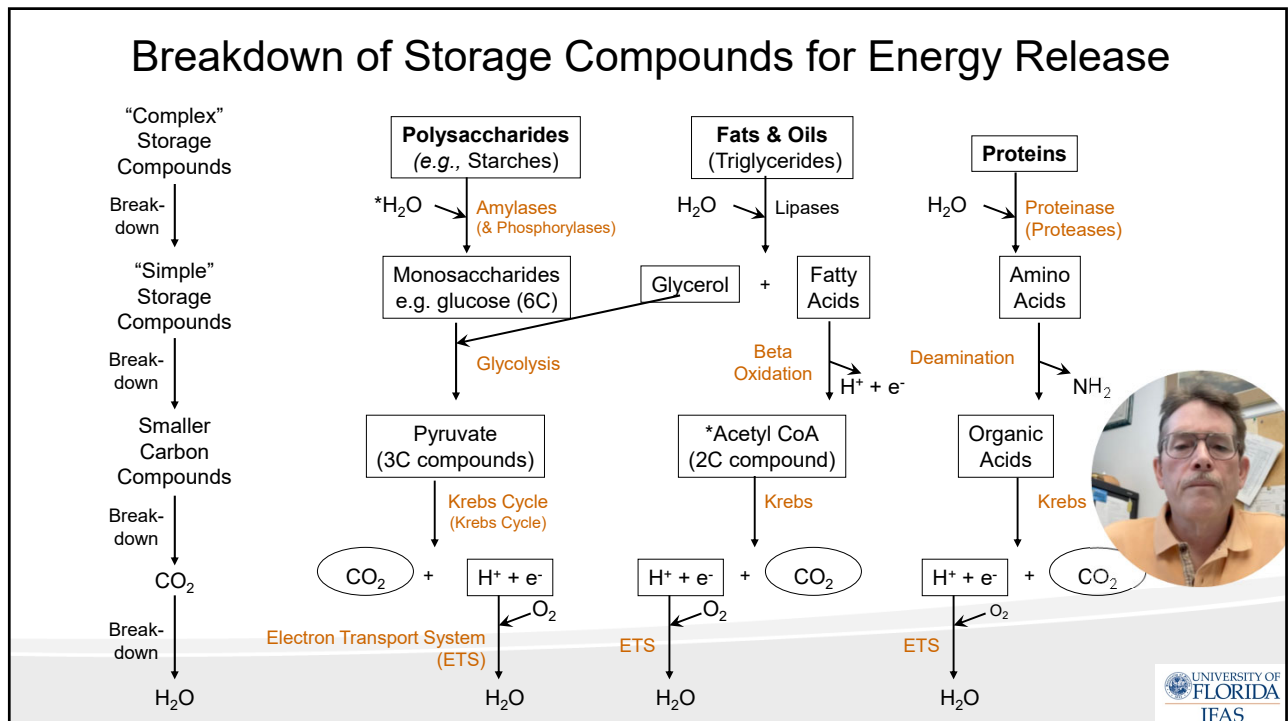 Breakdown of Storage Compounds for Energy Release
“Complex”
Storage
Compounds
Break-
down
“Simple”
Storage
Compounds
Break-
down
Smaller
Carbon
Compounds
Break-
down
CO₂
Break-
down
H₂O
Polysaccharides
(e.g., Starches)
*H₂O
Amylases
(& Phosphorylases)
Monosaccharides
e.g. glucose (6C)
Glycolysis
Pyruvate
(3C compounds)
Krebs Cycle
(Krebs Cycle)
CO₂ + H⁺ + e⁻
O₂
Electron Transport System
(ETS)
H₂O
Fats & Oils
(Triglycerides)
H₂O
Lipases
Glycerol + Fatty
Acids
Beta
Oxidation
H⁺ + e⁻
*Acetyl CoA
(2C compound)
Krebs
H⁺ + e⁻ + CO₂
O₂
ETS
H₂O
Proteins
H₂O
Proteinase
(Proteases)
Amino
Acids
Deamination
NH₂
Organic
Acids
Krebs
H⁺ + e⁻ + CO₂
O₂
ETS
H₂O
UNIVERSITY OF
FLORIDA
IFAS